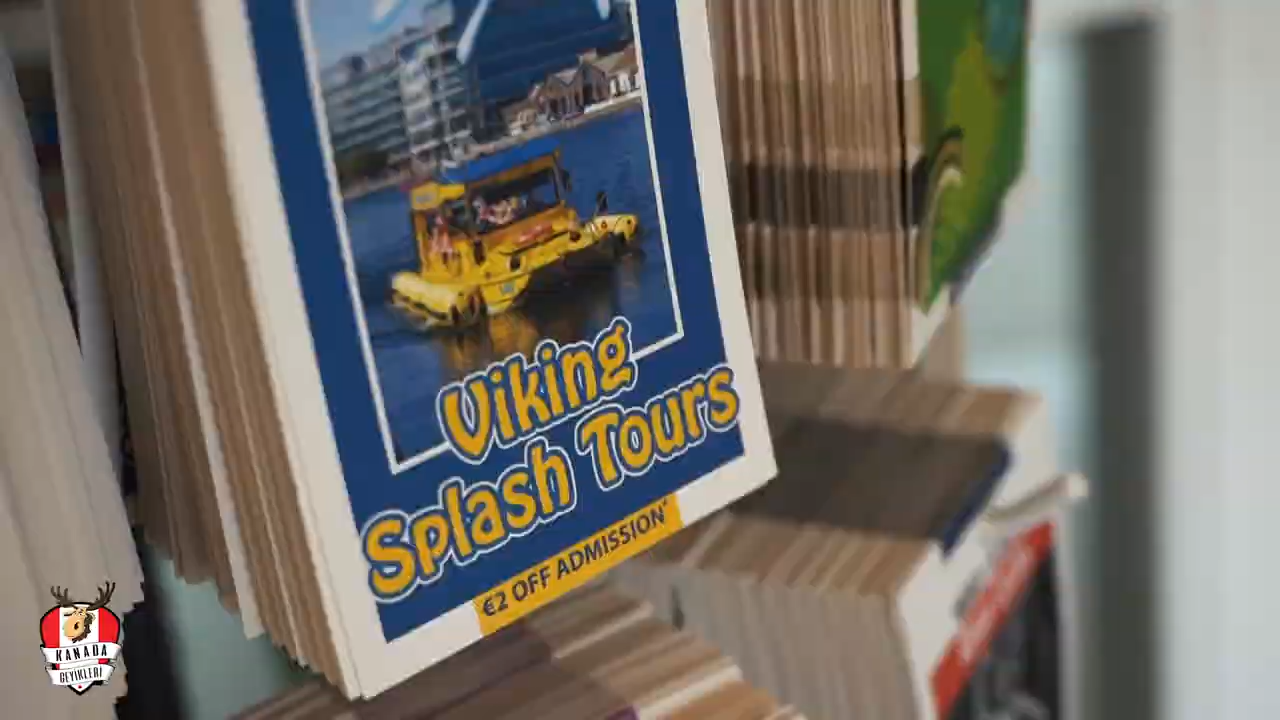 Viking
Splash Tours
€2 OFF ADMISSION*
KANADA
GEYİKLERİ